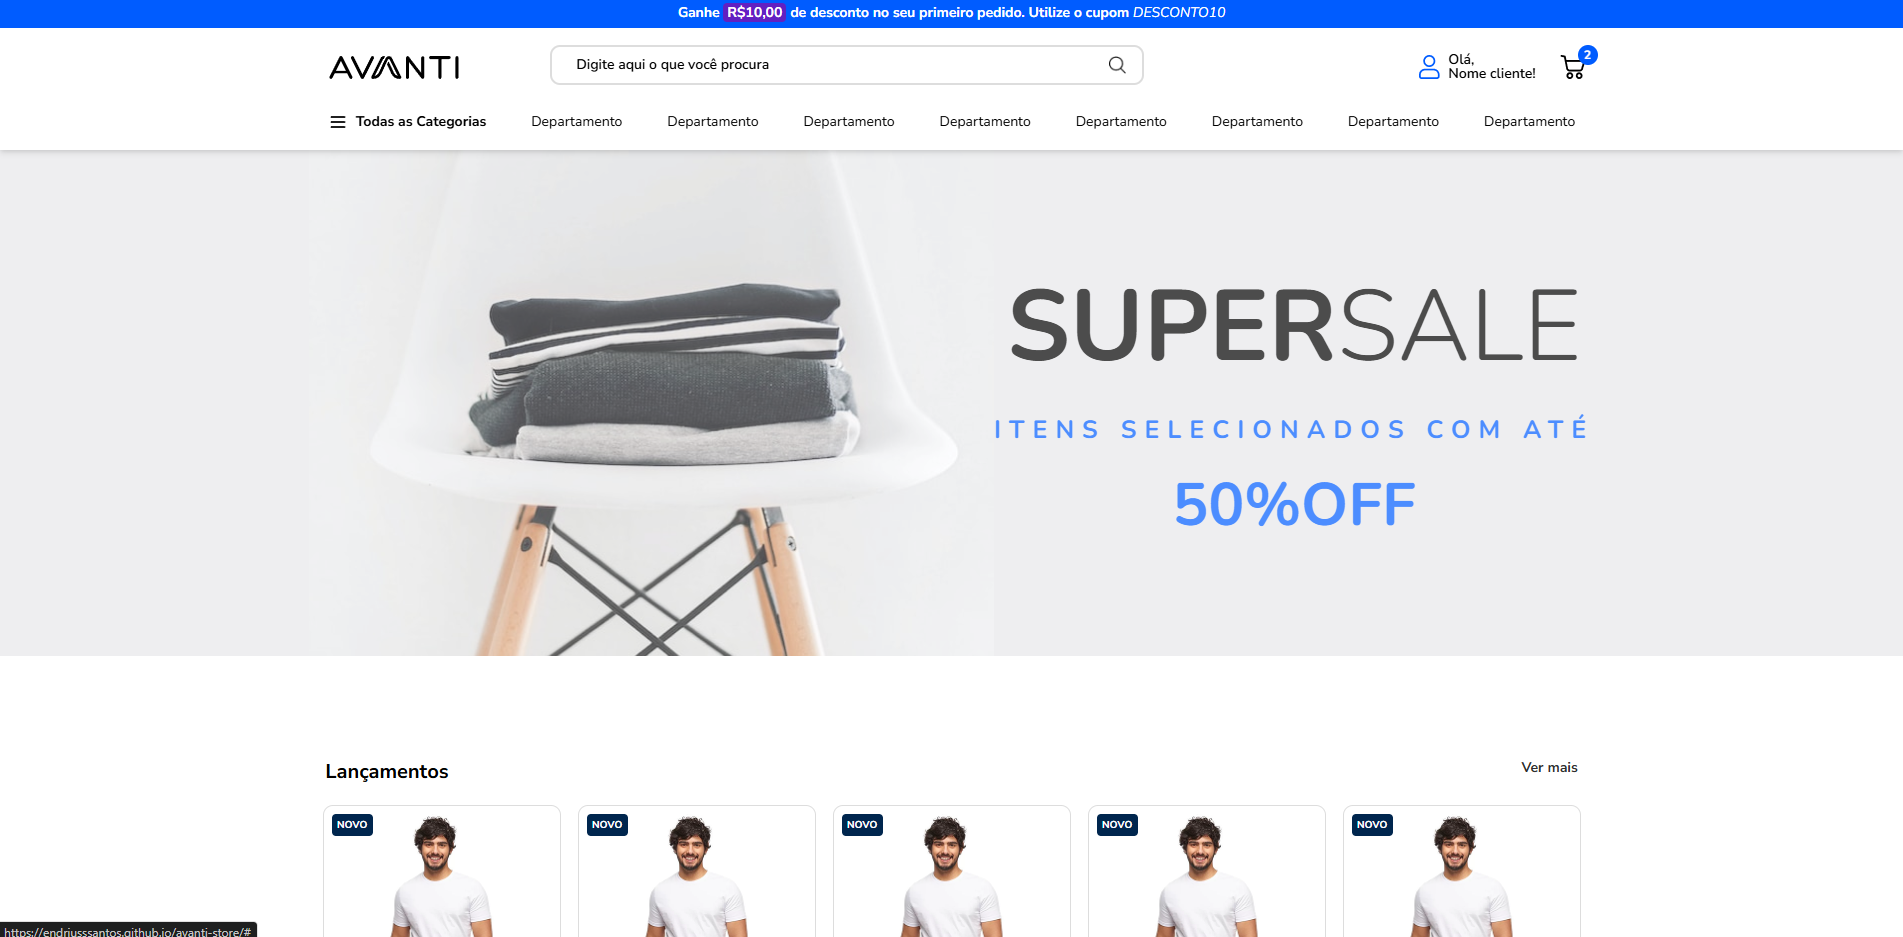 Ganhe R$10,00 de desconto no seu primeiro pedido. Utilize o cupom DESCONTO10
AVANTI
Digite aqui o que você procura
Olá,
Nome cliente!
2
Todas as Categorias Departamento Departamento Departamento Departamento Departamento Departamento Departamento Departamento
SUPERSALE
ITENS SELECIONADOS COM ATÉ
50%OFF
Lançamentos
Ver mais
NOVO NOVO NOVO NOVO NOVO
https://endriusssantos.github.io/avanti-store/#